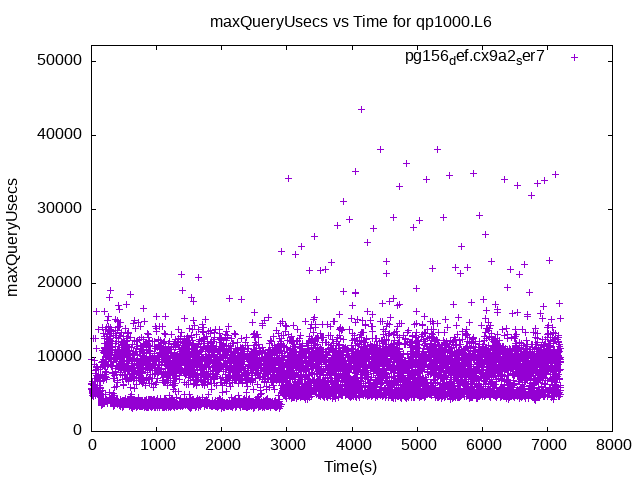 maxQueryUsecs vs Time for qp1000.L6
pg156def.cx9a2ser7
50000
40000
30000
20000
10000
0
maxQueryUsecs
0 1000 2000 3000 4000 5000 6000 7000 8000
Time(s)